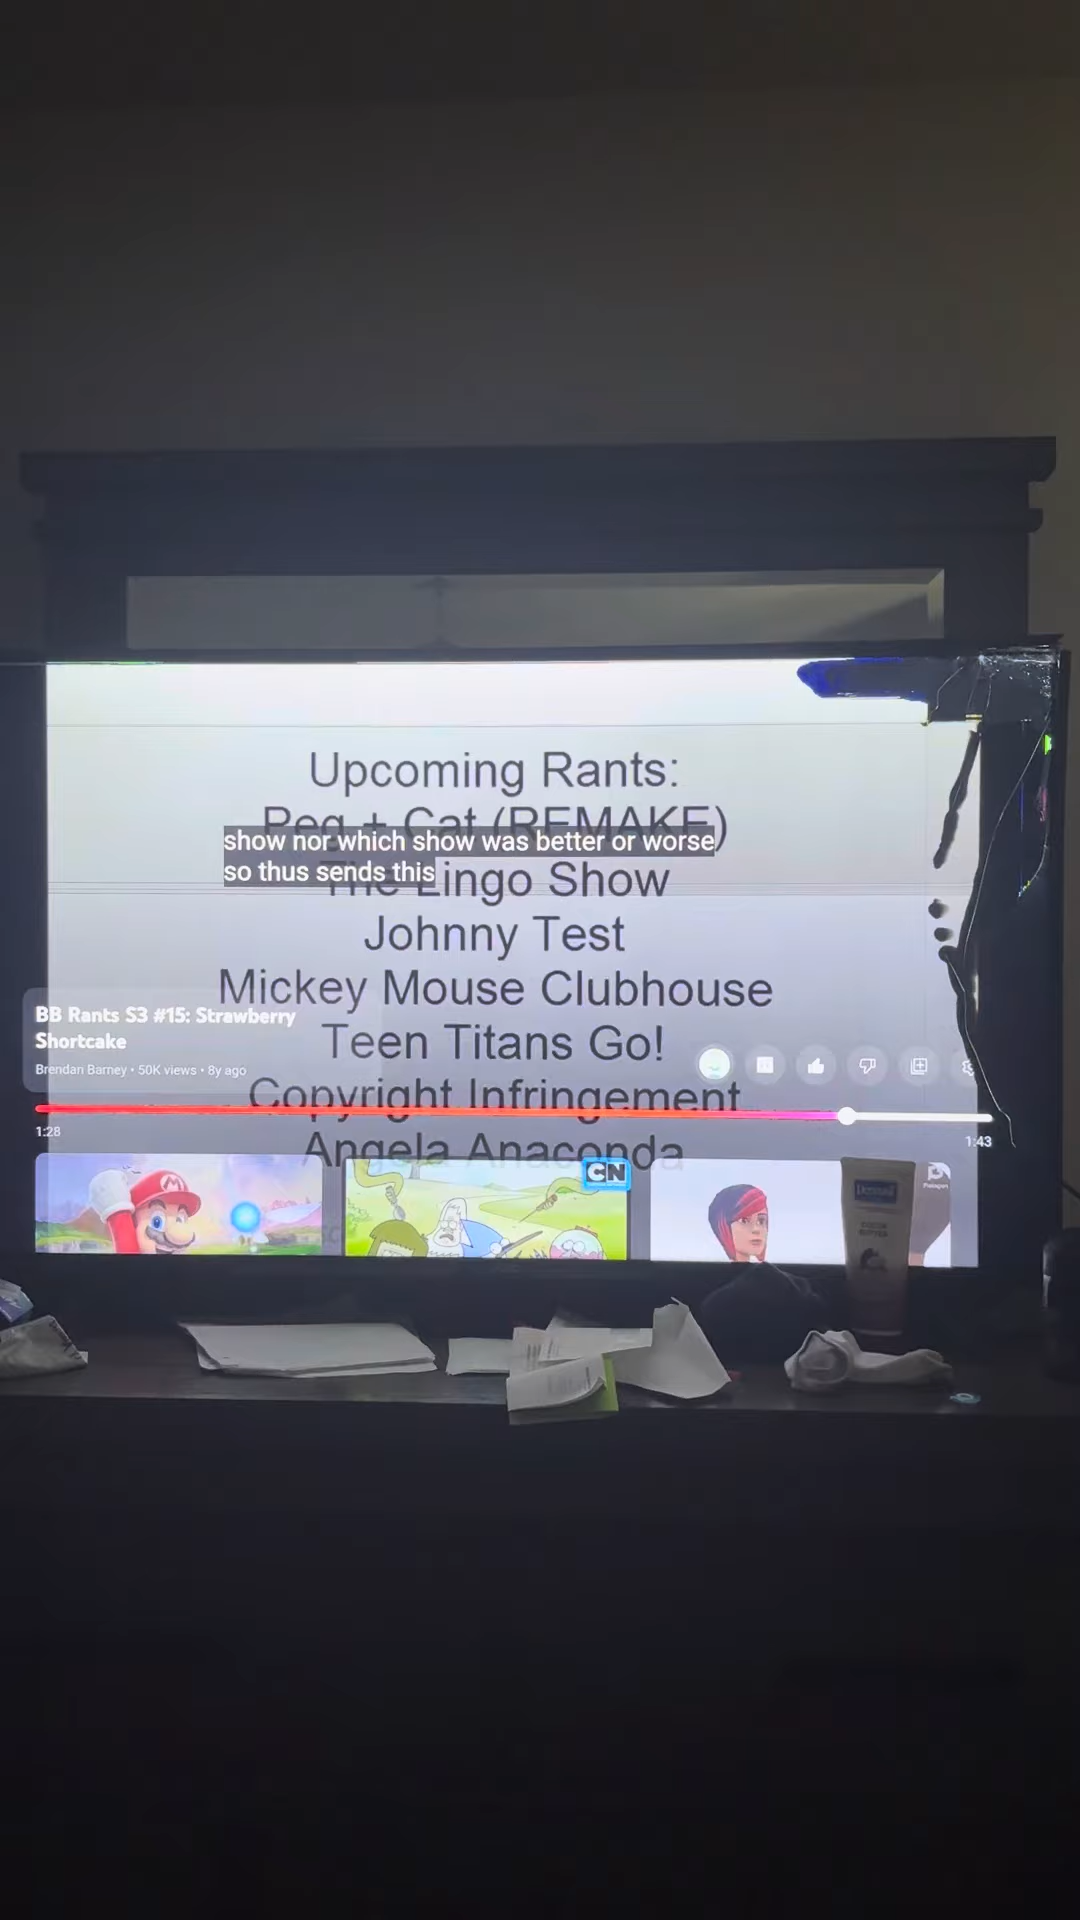 Upcoming Rants:
Peg + Cat (REMAKE)
show nor which show was better or worse
so thus sends this
The Lingo Show
Johnny Test
Mickey Mouse Clubhouse
BB Rants S3 #15: Strawberry
Shortcake
Teen Titans Go!
Brendan Barney • 50K views • 8y ago
Copyright Infringement
1:28
1:43
Angela Anaconda
CN
M